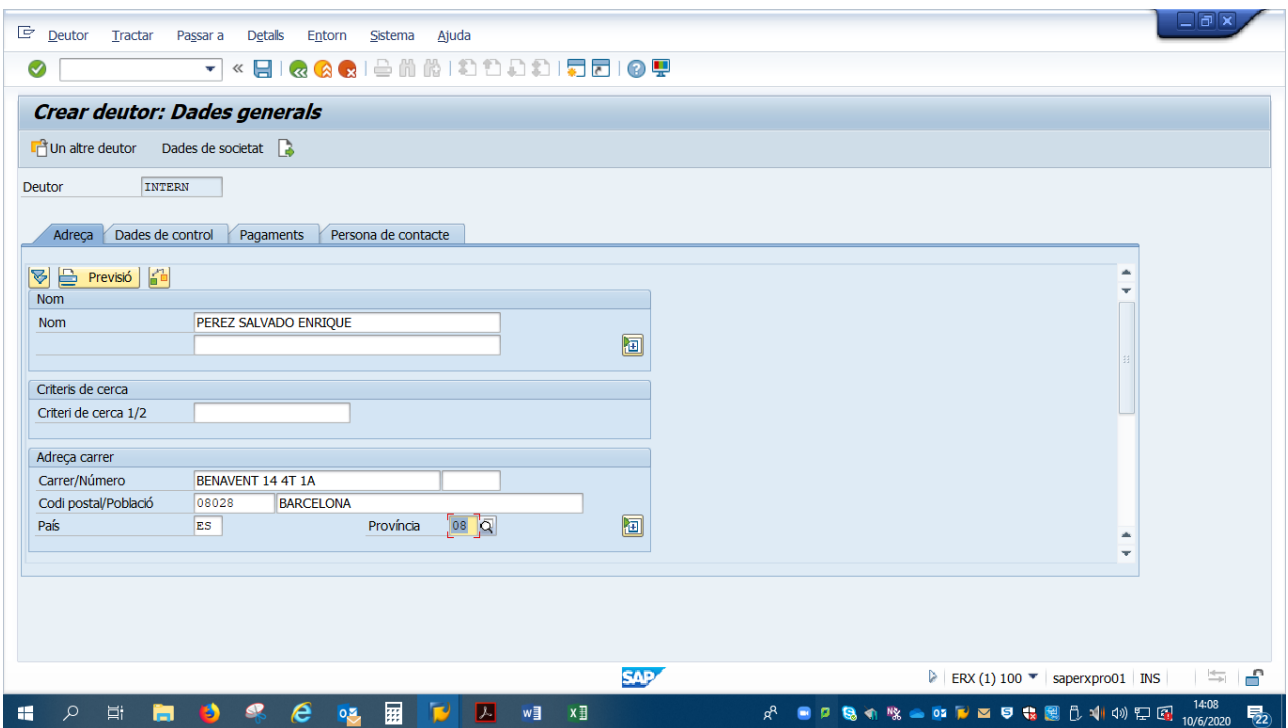 Deutor Tractar Passar a Detalls Entorn Sistema Ajuda
Crear deutor: Dades generals
Un altre deutor Dades de societat
Deutor INTERN
Adreça Dades de control Pagaments Persona de contacte
Previsió
Nom
Nom PEREZ SALVADO ENRIQUE
Criteris de cerca
Criteri de cerca 1/2
Adreça carrer
Carrer/Número BENAVENT 14 4T 1A
Codi postal/Població 08028 BARCELONA
País ES Província 08
SAP
ERX (1) 100 saperxpro01 INS
14:08
10/6/2020
22